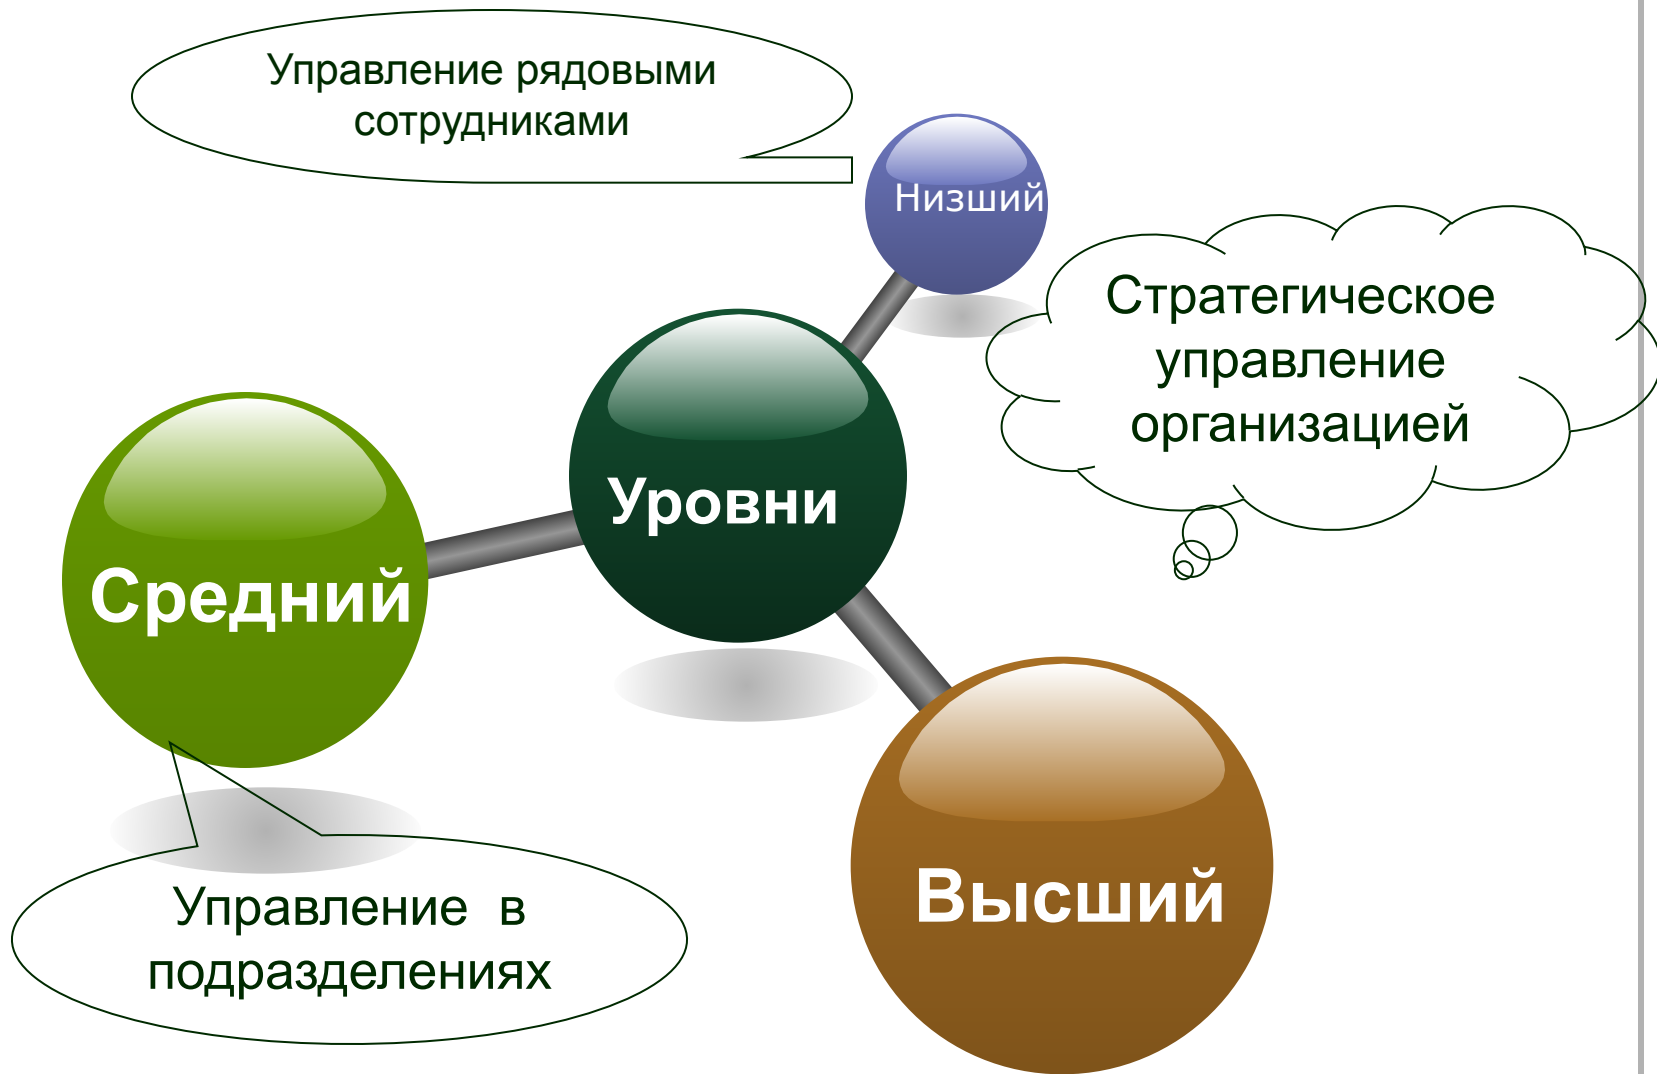 Управление рядовыми
сотрудниками
Низший
Стратегическое
управление
организацией
Уровни
Средний
Высший
Управление в
подразделениях